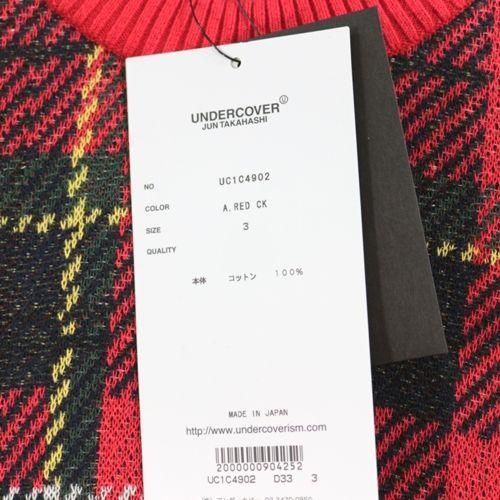 UNDERCOVER
JUN TAKAHASHI
NO UC1C4902
COLOR A.RED CK
SIZE 3
QUALITY
本体 コットン 100%
MADE IN JAPAN
http://www.undercoverism.com/
2000000904252
UC1C4902 D33 3